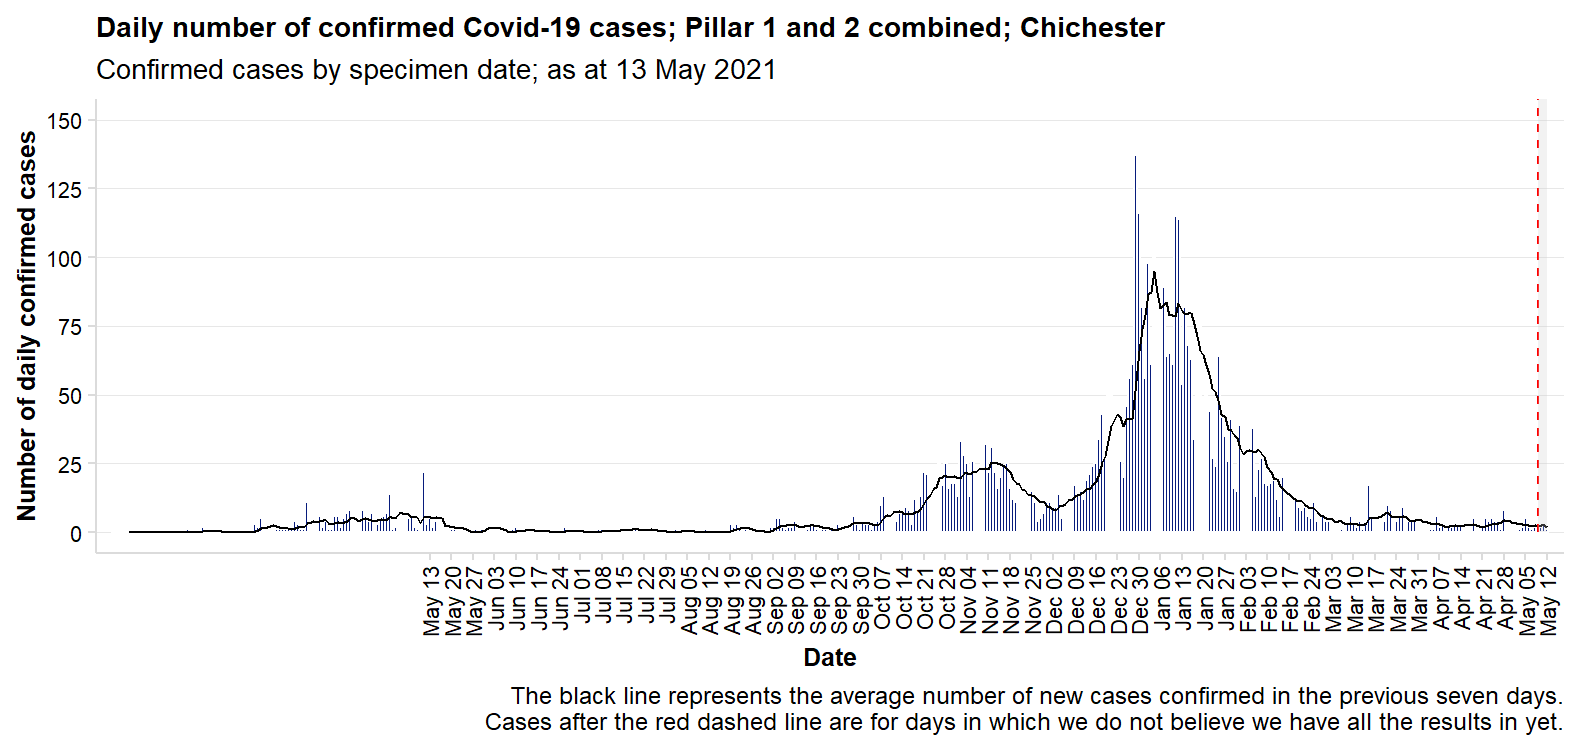 Daily number of confirmed Covid-19 cases; Pillar 1 and 2 combined; Chichester
Confirmed cases by specimen date; as at 13 May 2021
Number of daily confirmed cases
150
125
100
75
50
25
0
May 13
May 20
May 27
Jun 03
Jun 10
Jun 17
Jun 24
Jul 01
Jul 08
Jul 15
Jul 22
Jul 29
Aug 05
Aug 12
Aug 19
Aug 26
Sep 02
Sep 09
Sep 16
Sep 23
Sep 30
Oct 07
Oct 14
Oct 21
Oct 28
Nov 04
Nov 11
Nov 18
Nov 25
Dec 02
Dec 09
Dec 16
Dec 23
Dec 30
Jan 06
Jan 13
Jan 20
Jan 27
Feb 03
Feb 10
Feb 17
Feb 24
Mar 03
Mar 10
Mar 17
Mar 24
Mar 31
Apr 07
Apr 14
Apr 21
Apr 28
May 05
May 12
Date
The black line represents the average number of new cases confirmed in the previous seven days.
Cases after the red dashed line are for days in which we do not believe we have all the results in yet.